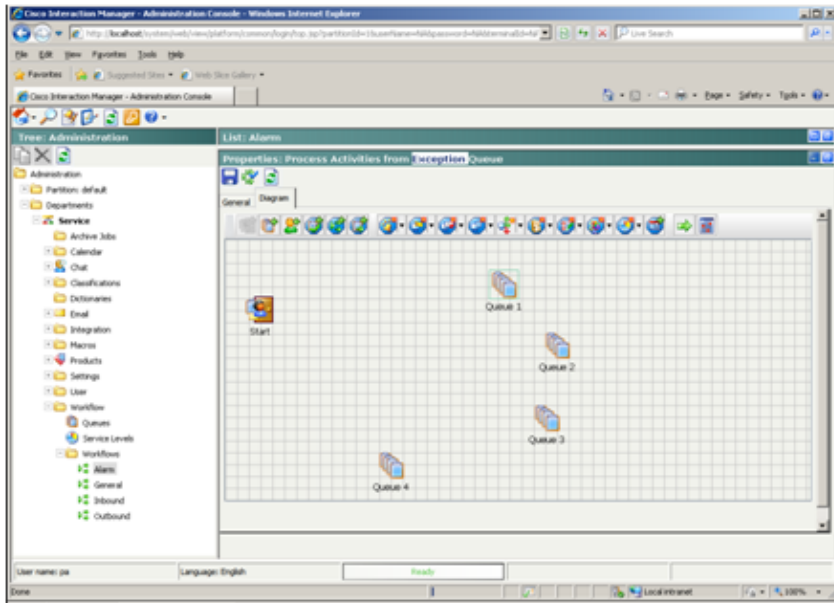 Cisco Interaction Manager - Administration Console - Windows Internet Explorer
Live Search
File Edit View Favorites Tools Help
Favorites Suggested Sites Web Slice Gallery
Cisco Interaction Manager - Administration Console
Page Safety Tools
Tree: Administration
List: Alarm
Properties: Process Activities from Exception Queue
General Diagram
Administration
Partition: default
Departments
Service
Archive Jobs
Calendar
Chat
Classifications
Dictionaries
Email
Integration
Macros
Products
Settings
User
Workflow
Queues
Service Levels
Workflows
Alarm
General
Inbound
Outbound
Start
Queue 1
Queue 2
Queue 3
Queue 4
User name: pa
Language: English
Ready
Done
Local intranet
100%